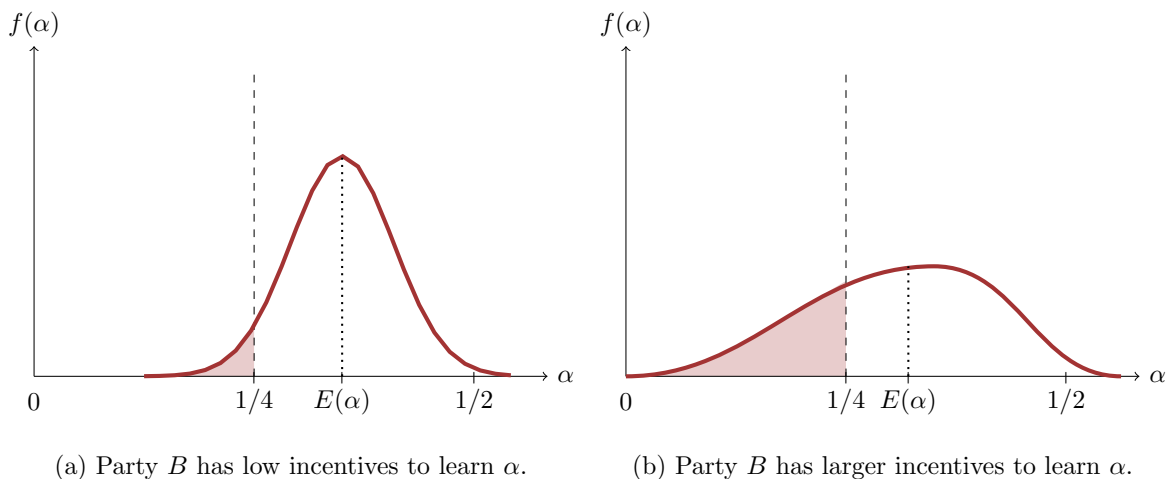 f(α)
α
0
1/4
E(α)
1/2
(a) Party B has low incentives to learn α.
f(α)
α
0
1/4
E(α)
1/2
(b) Party B has larger incentives to learn α.